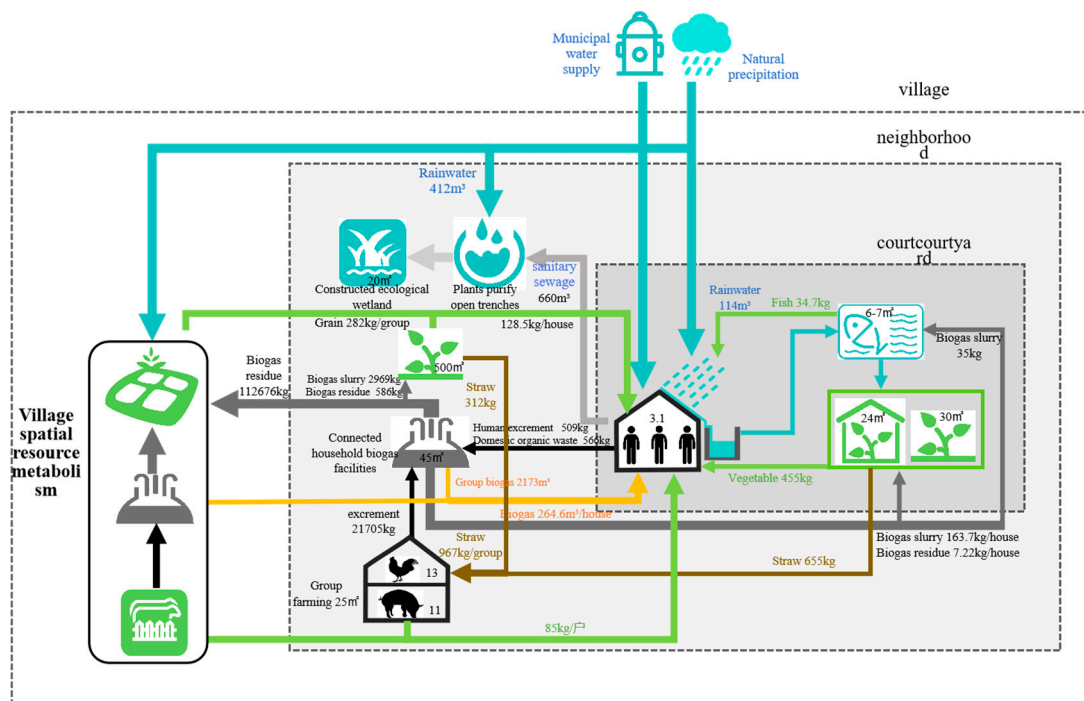 Municipal
water
supply
Natural
precipitation
village
neighborhoo
d
Rainwater
412m³
courtcourtya
rd
sanitary
sewage
660m³
20㎡
Constructed ecological
wetland
Plants purify
open trenches
Rainwater
114m³
Fish 34.7kg
6-7㎡
Biogas slurry
35kg
Grain 282kg/group
128.5kg/house
500㎡
Biogas
residue
112676kg
Biogas slurry 2969kg
Biogas residue 586kg
Straw
312kg
Village
spatial
resource
metaboli
sm
Human excrement 509kg
Domestic organic waste 566kg
3.1
24㎡
30㎡
Connected
household biogas
facilities
45㎡
Vegetable 455kg
Group biogas 2173m³
Biogas 264.6m³/house
excrement
21705kg
Straw
967kg/group
Biogas slurry 163.7kg/house
Biogas residue 7.22kg/house
Straw 655kg
Group
farming 25㎡
13
11
85kg/户